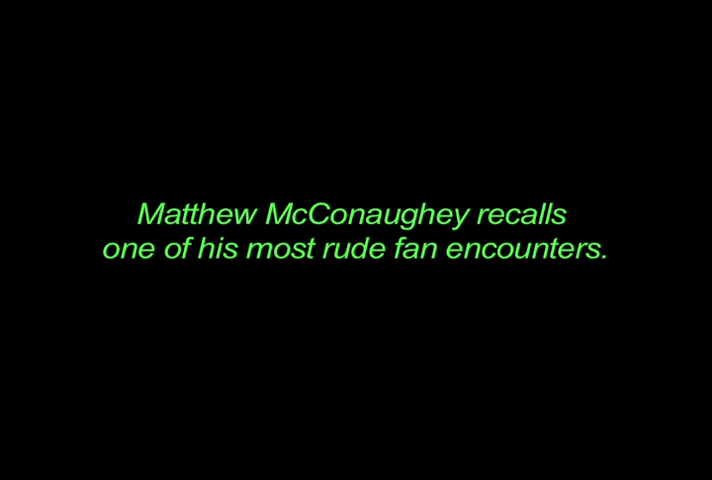 Matthew McConaughey recalls
one of his most rude fan encounters.